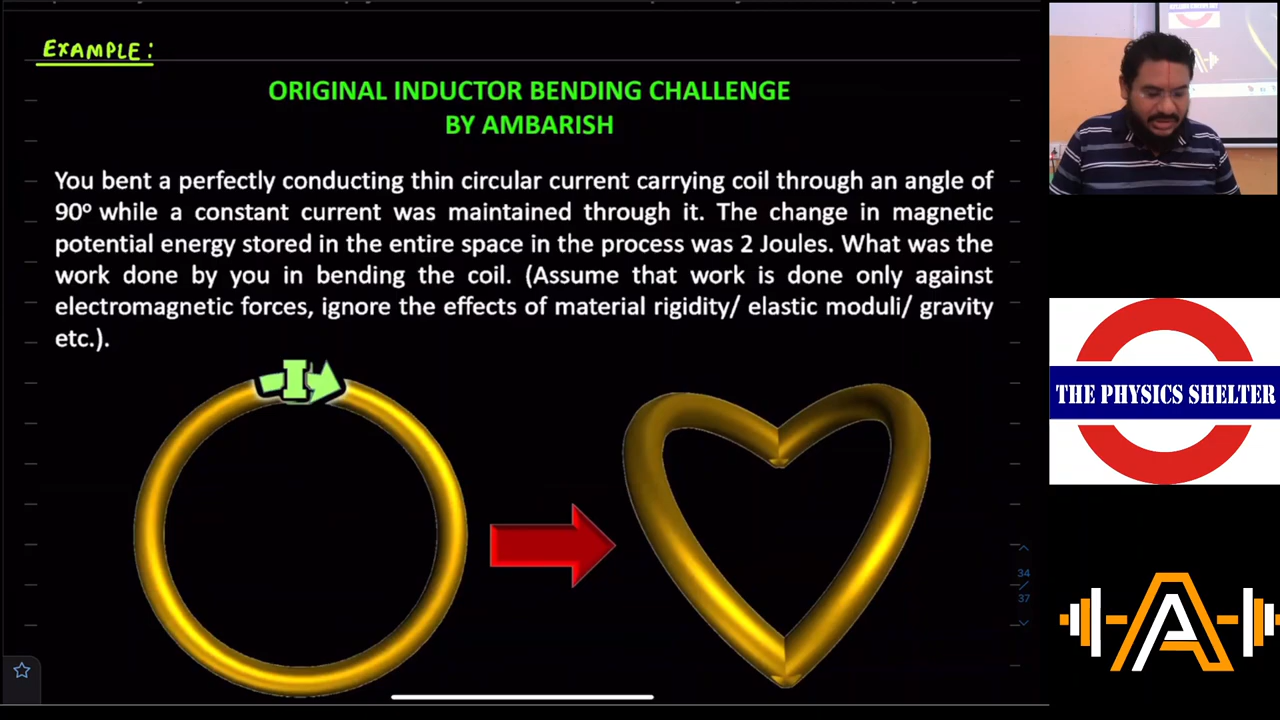 EXAMPLE:
ORIGINAL INDUCTOR BENDING CHALLENGE
BY AMBARISH
You bent a perfectly conducting thin circular current carrying coil through an angle of
90º while a constant current was maintained through it. The change in magnetic
potential energy stored in the entire space in the process was 2 Joules. What was the
work done by you in bending the coil. (Assume that work is done only against
electromagnetic forces, ignore the effects of material rigidity/ elastic moduli/ gravity
etc.).
I
THE PHYSICS SHELTER
34
37
A